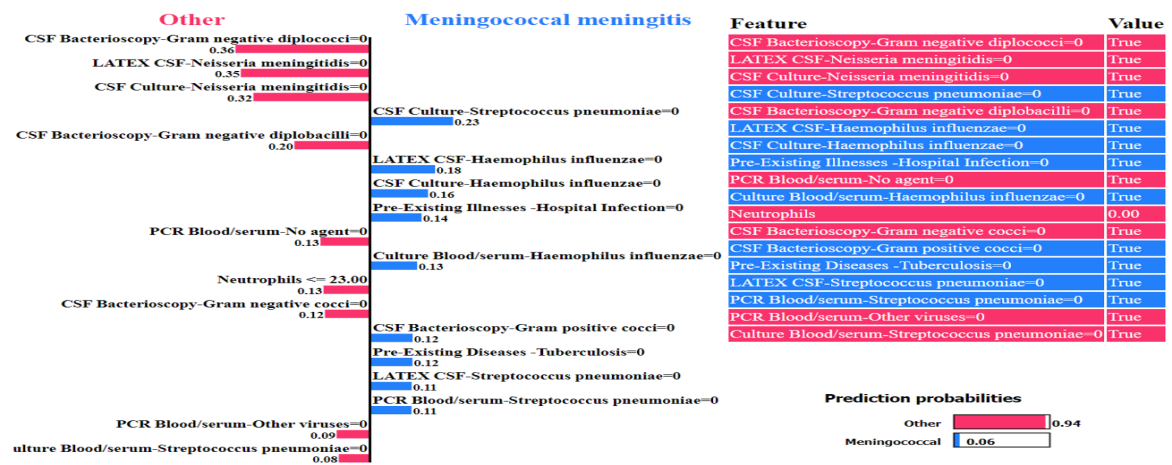 Other
Meningococcal meningitis
CSF Bacterioscopy-Gram negative diplococci=0
0.36
LATEX CSF-Neisseria meningitidis=0
0.35
CSF Culture-Neisseria meningitidis=0
0.32
CSF Culture-Streptococcus pneumoniae=0
0.23
CSF Bacterioscopy-Gram negative diplobacilli=0
0.20
LATEX CSF-Haemophilus influenzae=0
0.18
CSF Culture-Haemophilus influenzae=0
0.16
Pre-Existing Illnesses -Hospital Infection=0
0.14
PCR Blood/serum-No agent=0
0.13
Culture Blood/serum-Haemophilus influenzae=0
0.13
Neutrophils <= 23.00
0.13
CSF Bacterioscopy-Gram negative cocci=0
0.12
CSF Bacterioscopy-Gram positive cocci=0
0.12
Pre-Existing Diseases -Tuberculosis=0
0.12
LATEX CSF-Streptococcus pneumoniae=0
0.11
PCR Blood/serum-Streptococcus pneumoniae=0
0.11
PCR Blood/serum-Other viruses=0
0.09
ulture Blood/serum-Streptococcus pneumoniae=0
0.08
Feature Value
CSF Bacterioscopy-Gram negative diplococci=0 True
LATEX CSF-Neisseria meningitidis=0 True
CSF Culture-Neisseria meningitidis=0 True
CSF Culture-Streptococcus pneumoniae=0 True
CSF Bacterioscopy-Gram negative diplobacilli=0 True
LATEX CSF-Haemophilus influenzae=0 True
CSF Culture-Haemophilus influenzae=0 True
Pre-Existing Illnesses -Hospital Infection=0 True
PCR Blood/serum-No agent=0 True
Culture Blood/serum-Haemophilus influenzae=0 True
Neutrophils 0.00
CSF Bacterioscopy-Gram negative cocci=0 True
CSF Bacterioscopy-Gram positive cocci=0 True
Pre-Existing Diseases -Tuberculosis=0 True
LATEX CSF-Streptococcus pneumoniae=0 True
PCR Blood/serum-Streptococcus pneumoniae=0 True
PCR Blood/serum-Other viruses=0 True
Culture Blood/serum-Streptococcus pneumoniae=0 True
Prediction probabilities
Other 0.94
Meningococcal 0.06